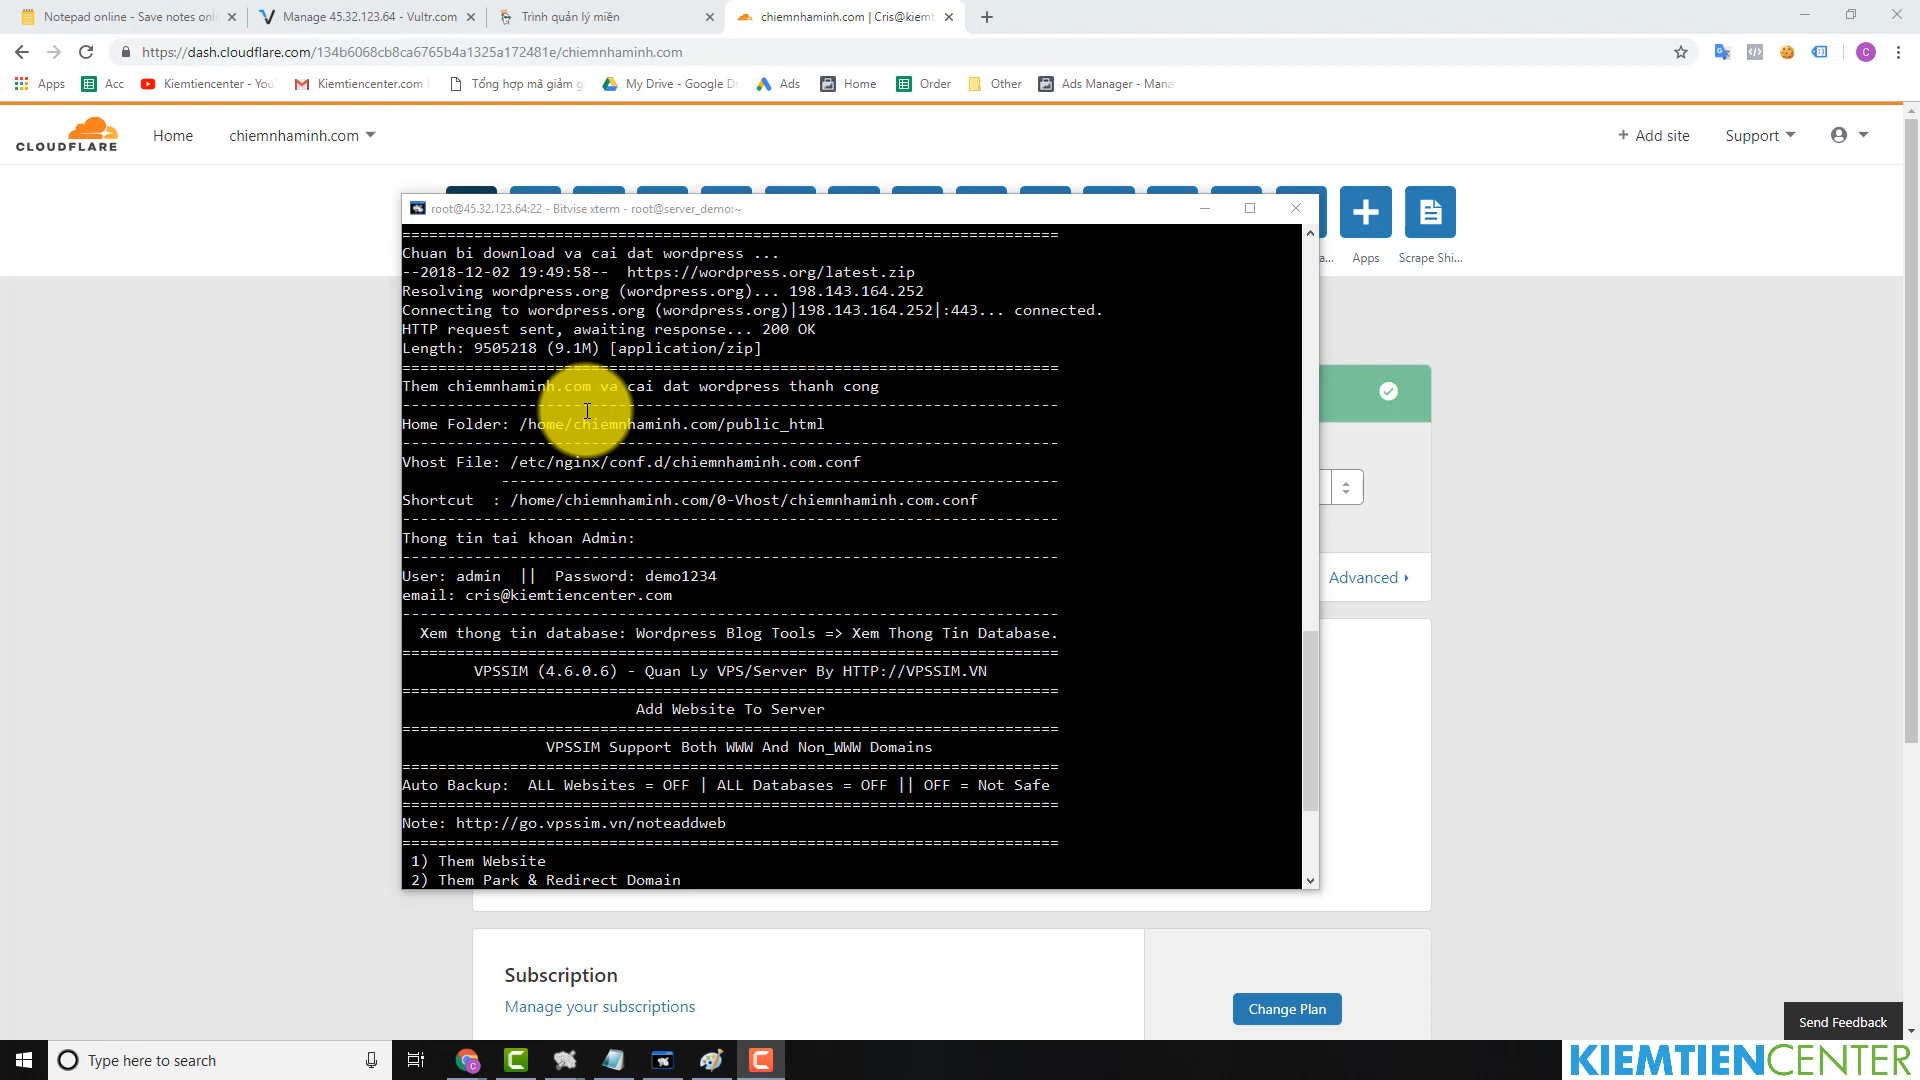 Notepad online - Save notes onl
Manage 45.32.123.64 - Vultr.com
Trình quản lý miền
chiemnhaminh.com | Cris@kiemt
https://dash.cloudflare.com/134b6068cb8ca6765b4a1325a172481e/chiemnhaminh.com
C
Apps
Acc
Kiemtiencenter - You
Kiemtiencenter.com
Tổng hợp mã giảm g
My Drive - Google Dr
Ads
Home
Order
Other
Ads Manager - Mana
CLOUDFLARE
Home
chiemnhaminh.com
+ Add site
Support
a...
Apps
Scrape Shi...
root@45.32.123.64:22 - Bitvise xterm - root@server_demo:~
=========================================================================
Chuan bi download va cai dat wordpress ...
--2018-12-02 19:49:58--  https://wordpress.org/latest.zip
Resolving wordpress.org (wordpress.org)... 198.143.164.252
Connecting to wordpress.org (wordpress.org)|198.143.164.252|:443... connected.
HTTP request sent, awaiting response... 200 OK
Length: 9505218 (9.1M) [application/zip]
=========================================================================
Them chiemnhaminh.com va cai dat wordpress thanh cong
-------------------------------------------------------------------------
Home Folder: /home/chiemnhaminh.com/public_html
-------------------------------------------------------------------------
Vhost File: /etc/nginx/conf.d/chiemnhaminh.com.conf
--------------------------------------------------------------
Shortcut  : /home/chiemnhaminh.com/0-Vhost/chiemnhaminh.com.conf
-------------------------------------------------------------------------
Thong tin tai khoan Admin:
-------------------------------------------------------------------------
User: admin  ||  Password: demo1234
email: cris@kiemtiencenter.com
-------------------------------------------------------------------------
Xem thong tin database: Wordpress Blog Tools => Xem Thong Tin Database.
=========================================================================
VPSSIM (4.6.0.6) - Quan Ly VPS/Server By HTTP://VPSSIM.VN
=========================================================================
Add Website To Server
=========================================================================
VPSSIM Support Both WWW And Non_WWW Domains
=========================================================================
Auto Backup:  ALL Websites = OFF | ALL Databases = OFF || OFF = Not Safe
=========================================================================
Note: http://go.vpssim.vn/noteaddweb
=========================================================================
1) Them Website
2) Them Park & Redirect Domain
Advanced
Subscription
Manage your subscriptions
Change Plan
Send Feedback
Type here to search
KIEMTIENCENTER